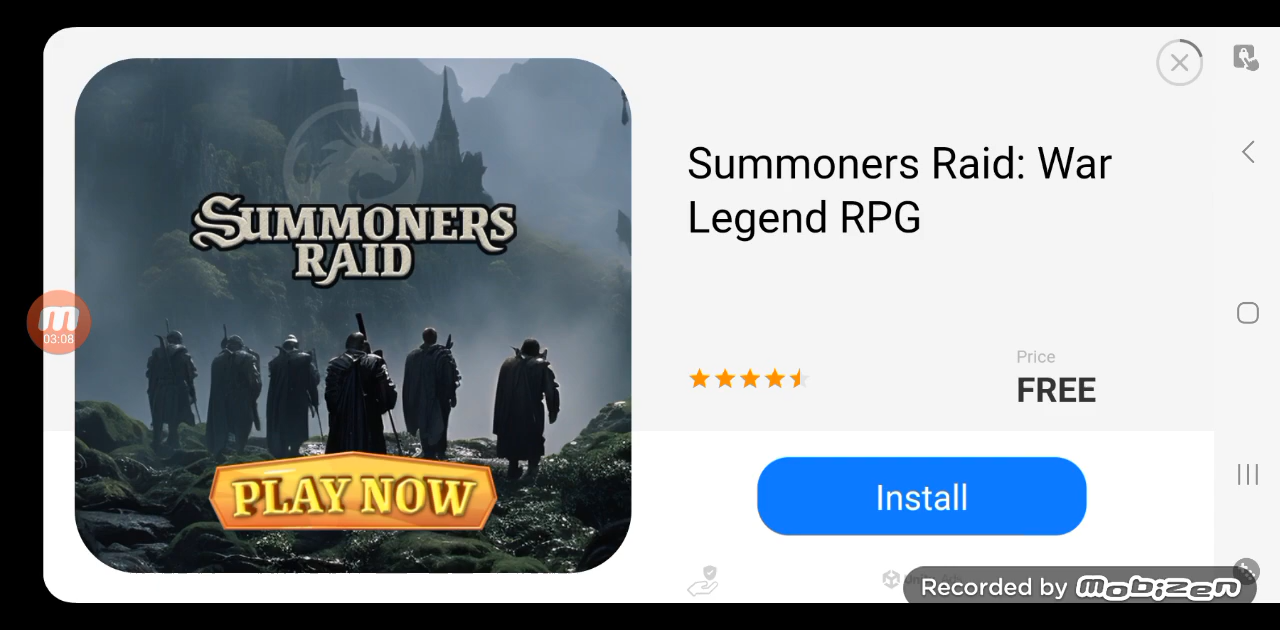 SUMMONERS
RAID
PLAY NOW
03:08
Summoners Raid: War
Legend RPG
Price
FREE
Install
Recorded by MOBIZEN